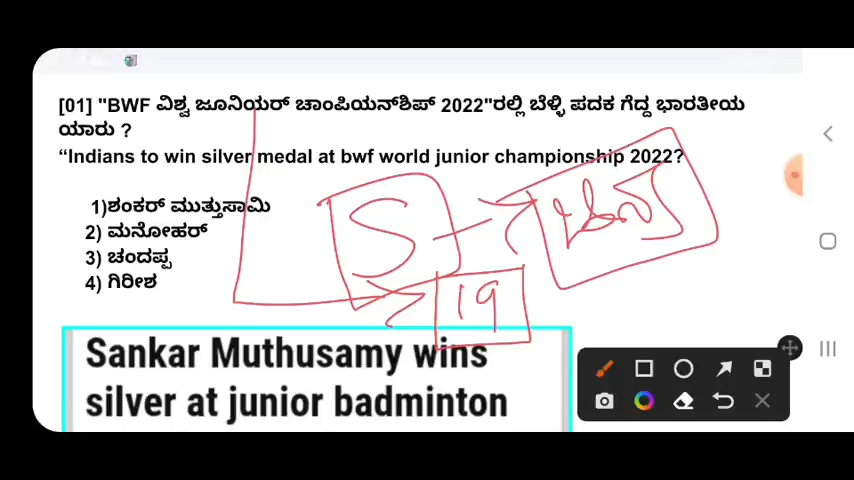 [01] "BWF ವಿಶ್ವ ಜೂನಿಯರ್ ಚಾಂಪಿಯನ್‌ಶಿಪ್ 2022"ರಲ್ಲಿ ಬೆಳ್ಳಿ ಪದಕ ಗೆದ್ದ ಭಾರತೀಯ
ಯಾರು ?
“Indians to win silver medal at bwf world junior championship 2022?
1)ಶಂಕರ್ ಮುತ್ತುಸಾಮಿ
2) ಮನೋಹರ್
3) ಚಂದಪ್ಪ
4) ಗಿರೀಶ
S
19
Sankar Muthusamy wins
silver at junior badminton